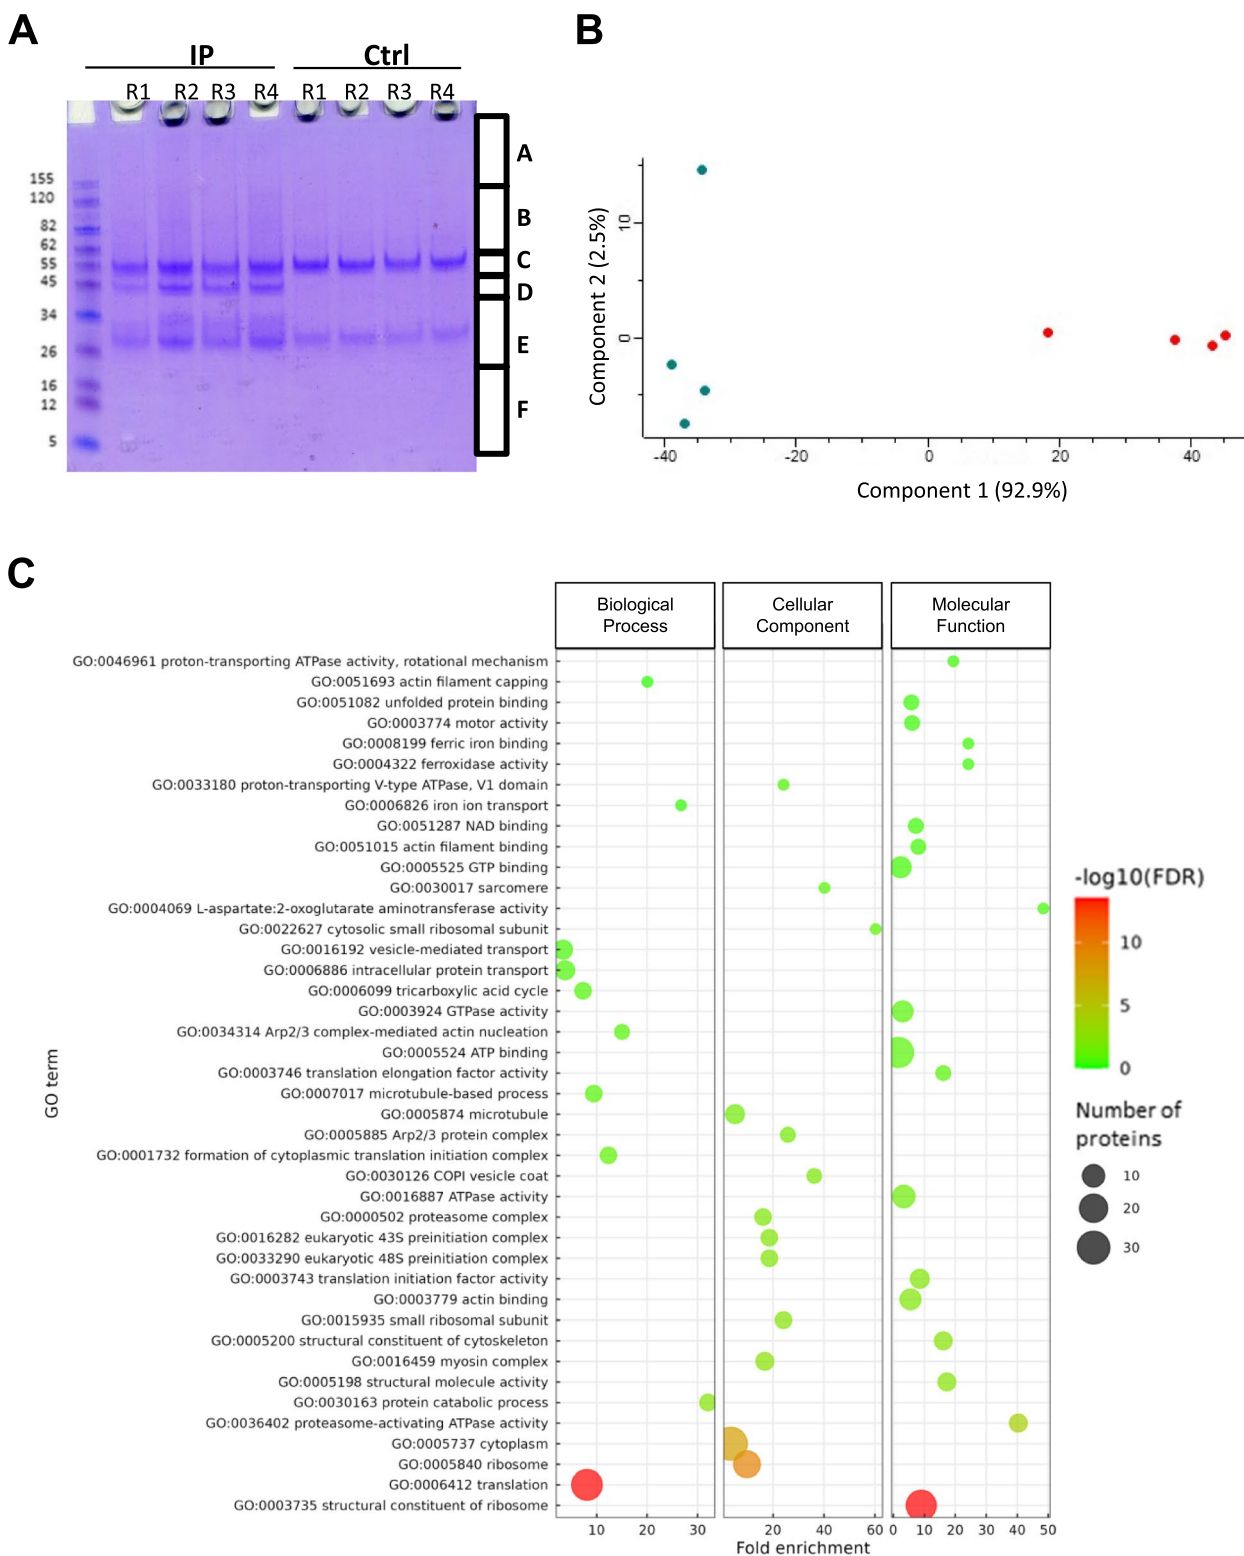 A
IP
Ctrl
R1 R2 R3 R4 R1 R2 R3 R4
155
120
82
62
55
45
34
26
16
12
5
A
B
C
D
E
F
B
Component 2 (2.5%)
10
0
-40 -20 0 20 40
Component 1 (92.9%)
C
Biological Process
Cellular Component
Molecular Function
GO term
GO:0046961 proton-transporting ATPase activity, rotational mechanism
GO:0051693 actin filament capping
GO:0051082 unfolded protein binding
GO:0003774 motor activity
GO:0008199 ferric iron binding
GO:0004322 ferroxidase activity
GO:0033180 proton-transporting V-type ATPase, V1 domain
GO:0006826 iron ion transport
GO:0051287 NAD binding
GO:0051015 actin filament binding
GO:0005525 GTP binding
GO:0030017 sarcomere
GO:0004069 L-aspartate:2-oxoglutarate aminotransferase activity
GO:0022627 cytosolic small ribosomal subunit
GO:0016192 vesicle-mediated transport
GO:0006886 intracellular protein transport
GO:0006099 tricarboxylic acid cycle
GO:0003924 GTPase activity
GO:0034314 Arp2/3 complex-mediated actin nucleation
GO:0005524 ATP binding
GO:0003746 translation elongation factor activity
GO:0007017 microtubule-based process
GO:0005874 microtubule
GO:0005885 Arp2/3 protein complex
GO:0001732 formation of cytoplasmic translation initiation complex
GO:0030126 COPI vesicle coat
GO:0016887 ATPase activity
GO:0000502 proteasome complex
GO:0016282 eukaryotic 43S preinitiation complex
GO:0033290 eukaryotic 48S preinitiation complex
GO:0003743 translation initiation factor activity
GO:0003779 actin binding
GO:0015935 small ribosomal subunit
GO:0005200 structural constituent of cytoskeleton
GO:0016459 myosin complex
GO:0005198 structural molecule activity
GO:0030163 protein catabolic process
GO:0036402 proteasome-activating ATPase activity
GO:0005737 cytoplasm
GO:0005840 ribosome
GO:0006412 translation
GO:0003735 structural constituent of ribosome
10 20 30 20 40 60 0 10 20 30 40 50
Fold enrichment
-log10(FDR)
10
5
0
Number of
proteins
10
20
30